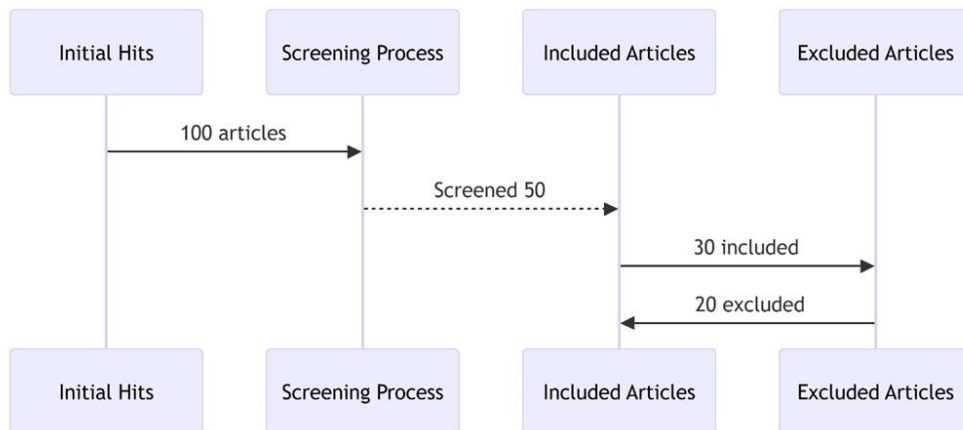 Initial Hits
Screening Process
Included Articles
Excluded Articles
100 articles
Screened 50
30 included
20 excluded
Initial Hits
Screening Process
Included Articles
Excluded Articles